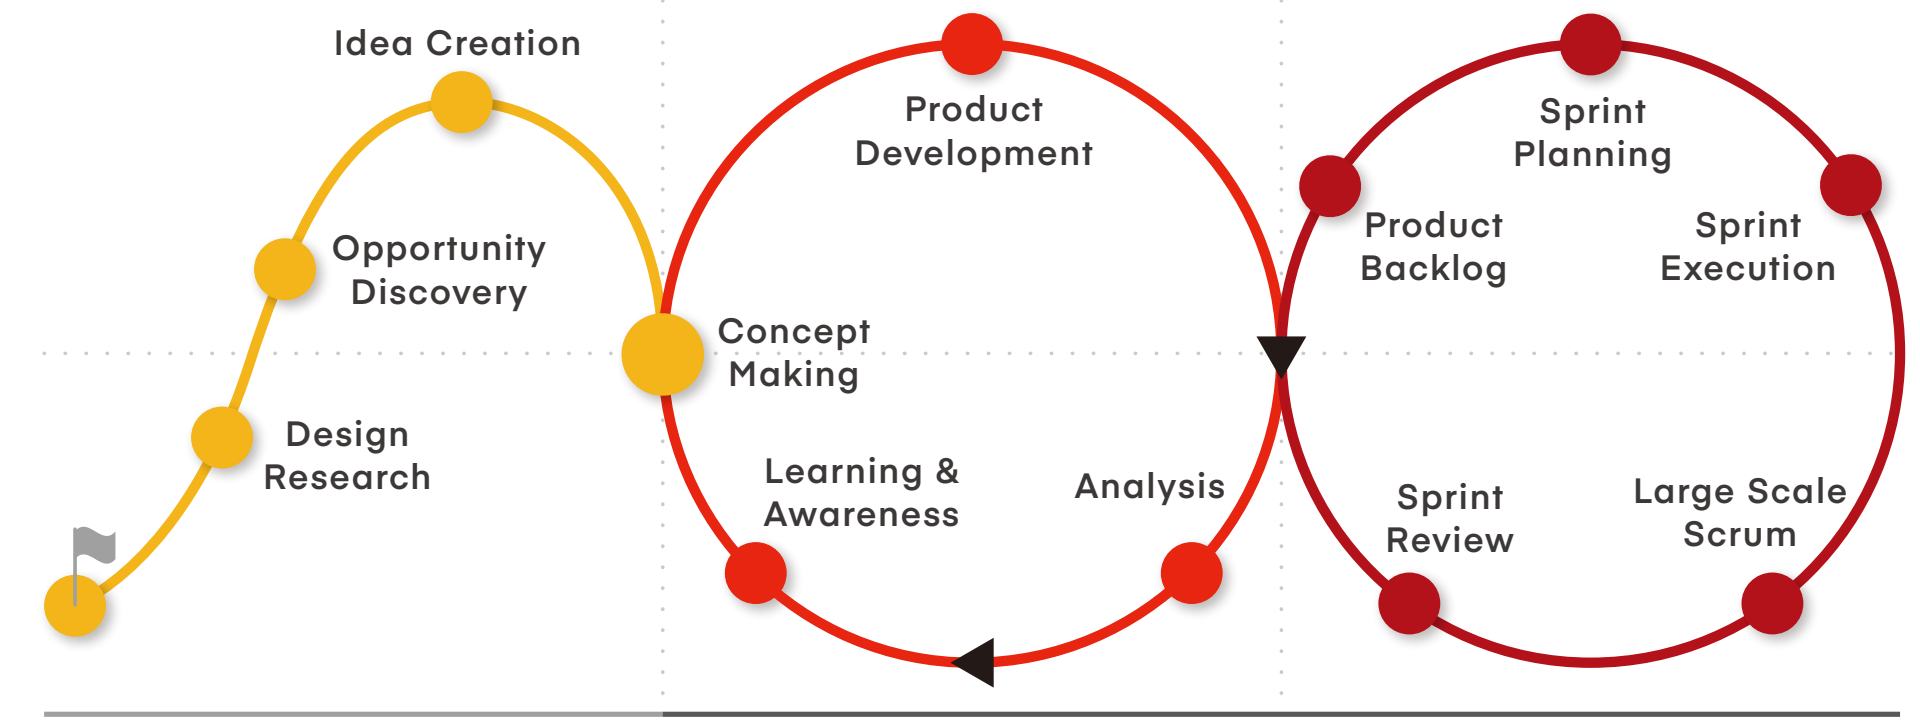 Idea Creation
Opportunity
Discovery
Design
Research
Concept
Making
Product
Development
Learning &
Awareness
Analysis
Product
Backlog
Sprint
Planning
Sprint
Execution
Sprint
Review
Large Scale
Scrum